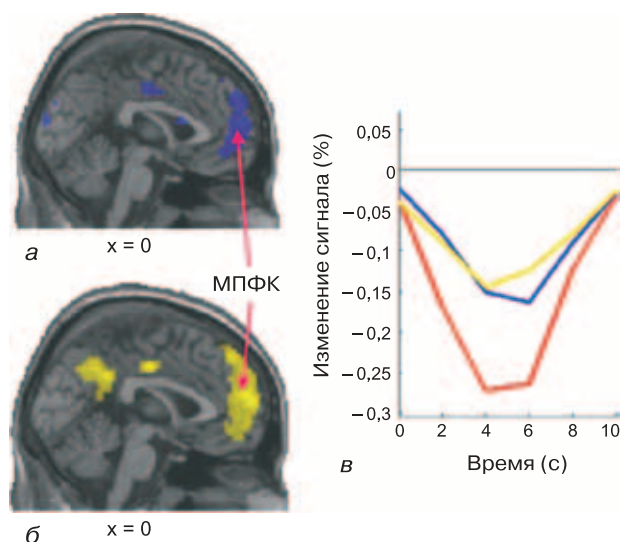 а
x = 0
МПФК
б
x = 0
Изменение сигнала (%)
0,05
0
−0,05
−0,1
−0,15
−0,2
−0,25
−0,3
0 2 4 6 8 10
в
Время (с)